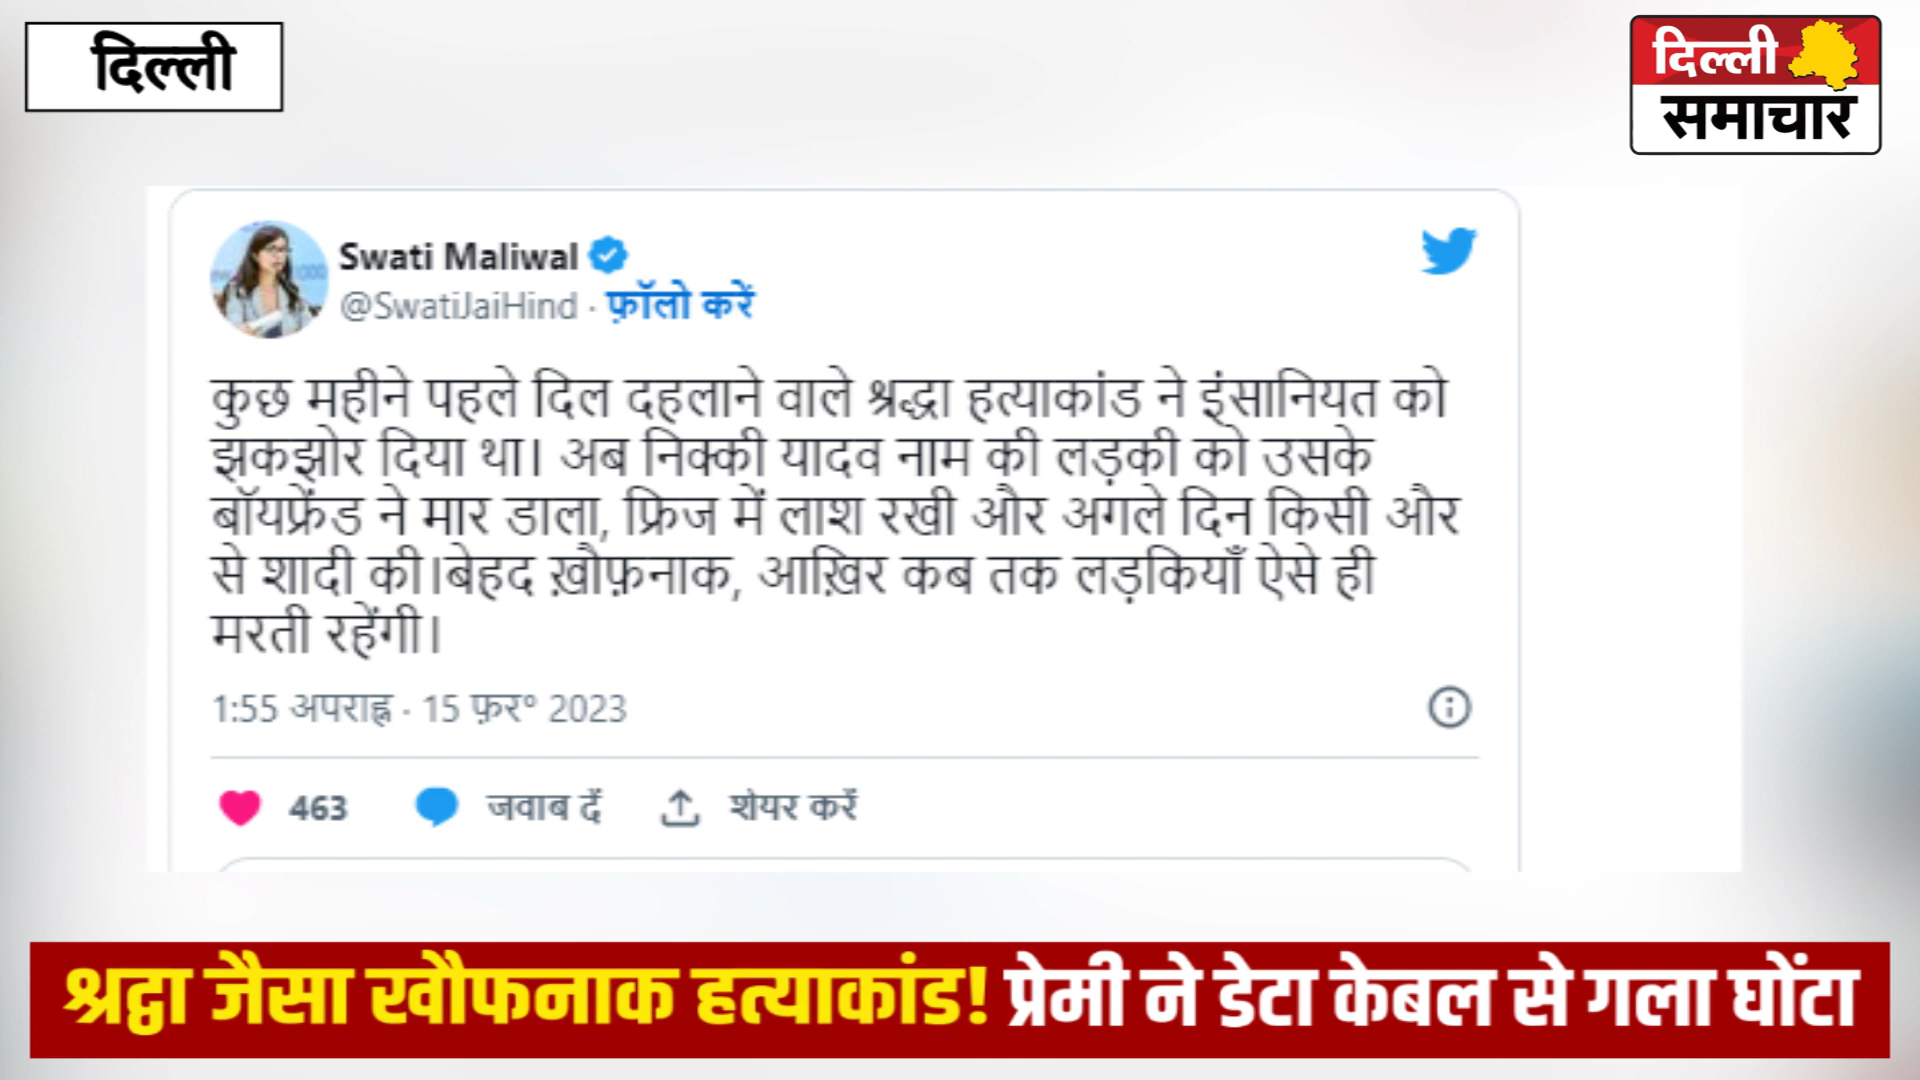 दिल्ली
दिल्ली
समाचार
Swati Maliwal
@SwatiJaiHind · फ़ॉलो करें
कुछ महीने पहले दिल दहलाने वाले श्रद्धा हत्याकांड ने इंसानियत को
झकझोर दिया था। अब निक्की यादव नाम की लड़की को उसके
बॉयफ्रेंड ने मार डाला, फ्रिज में लाश रखी और अगले दिन किसी और
से शादी की।बेहद ख़ौफ़नाक, आख़िर कब तक लड़कियाँ ऐसे ही
मरती रहेंगी।
1:55 अपराह्न · 15 फ़र॰ 2023
463 जवाब दें शेयर करें
श्रद्वा जैसा खौफनाक हत्याकांड! प्रेमी ने डेटा केबल से गला घोंटा